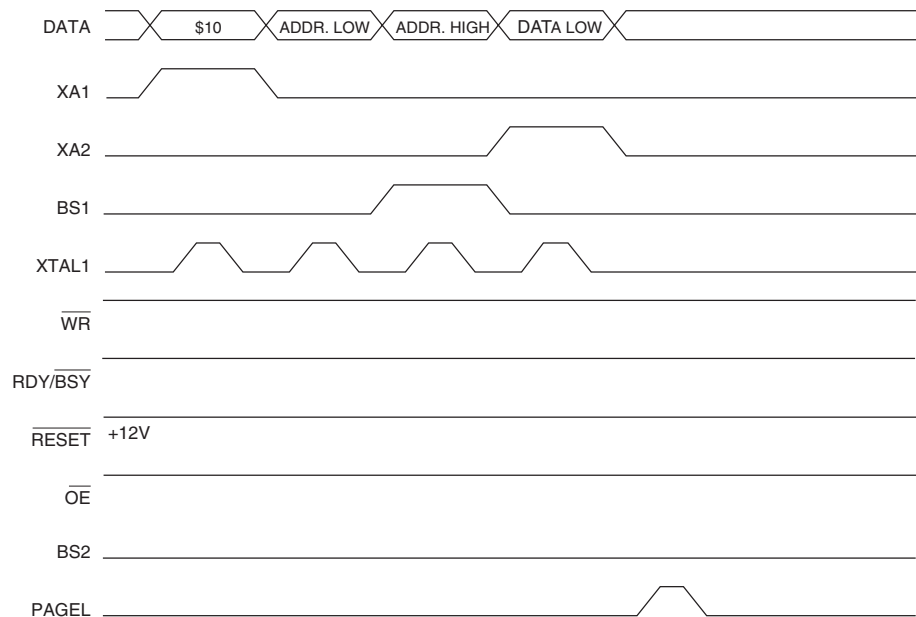 DATA $10 ADDR. LOW ADDR. HIGH DATA LOW
XA1
XA2
BS1
XTAL1
WR
RDY/BSY
RESET +12V
OE
BS2
PAGEL